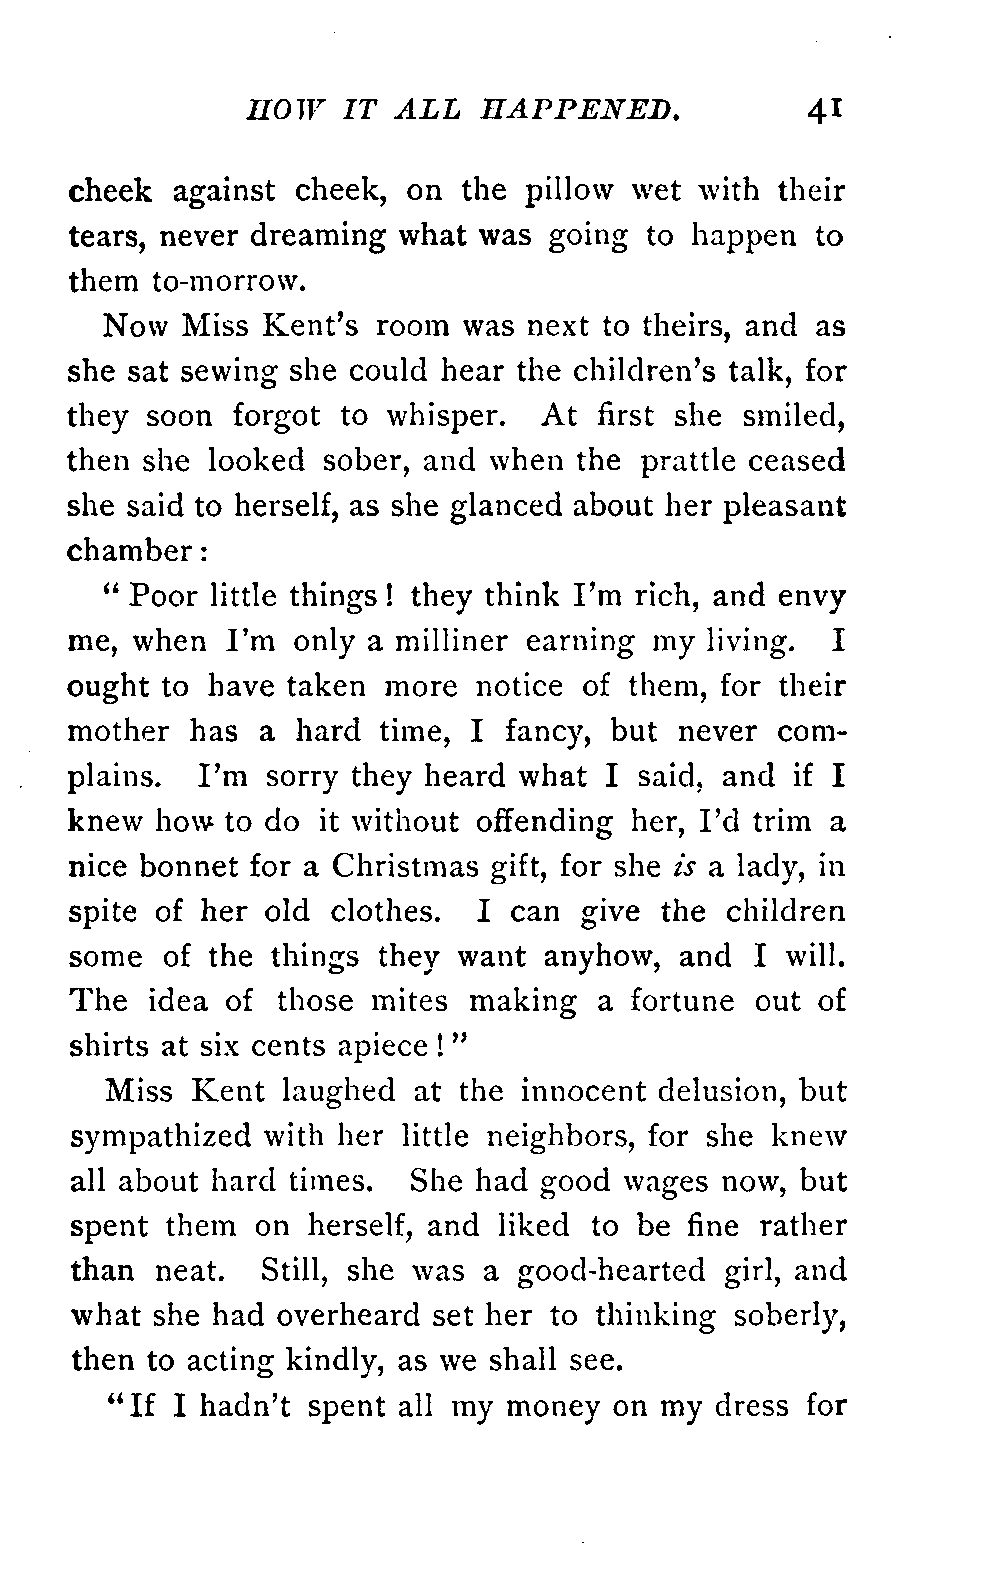 HOW IT ALL HAPPENED. 41
cheek against cheek, on the pillow wet with their
tears, never dreaming what was going to happen to
them to-morrow.
Now Miss Kent's room was next to theirs, and as
she sat sewing she could hear the children's talk, for
they soon forgot to whisper. At first she smiled,
then she looked sober, and when the prattle ceased
she said to herself, as she glanced about her pleasant
chamber:
"Poor little things! they think I'm rich, and envy
me, when I'm only a milliner earning my living. I
ought to have taken more notice of them, for their
mother has a hard time, I fancy, but never com-
plains. I'm sorry they heard what I said, and if I
knew how to do it without offending her, I'd trim a
nice bonnet for a Christmas gift, for she is a lady, in
spite of her old clothes. I can give the children
some of the things they want anyhow, and I will.
The idea of those mites making a fortune out of
shirts at six cents apiece!"
Miss Kent laughed at the innocent delusion, but
sympathized with her little neighbors, for she knew
all about hard times. She had good wages now, but
spent them on herself, and liked to be fine rather
than neat. Still, she was a good-hearted girl, and
what she had overheard set her to thinking soberly,
then to acting kindly, as we shall see.
"If I hadn't spent all my money on my dress for